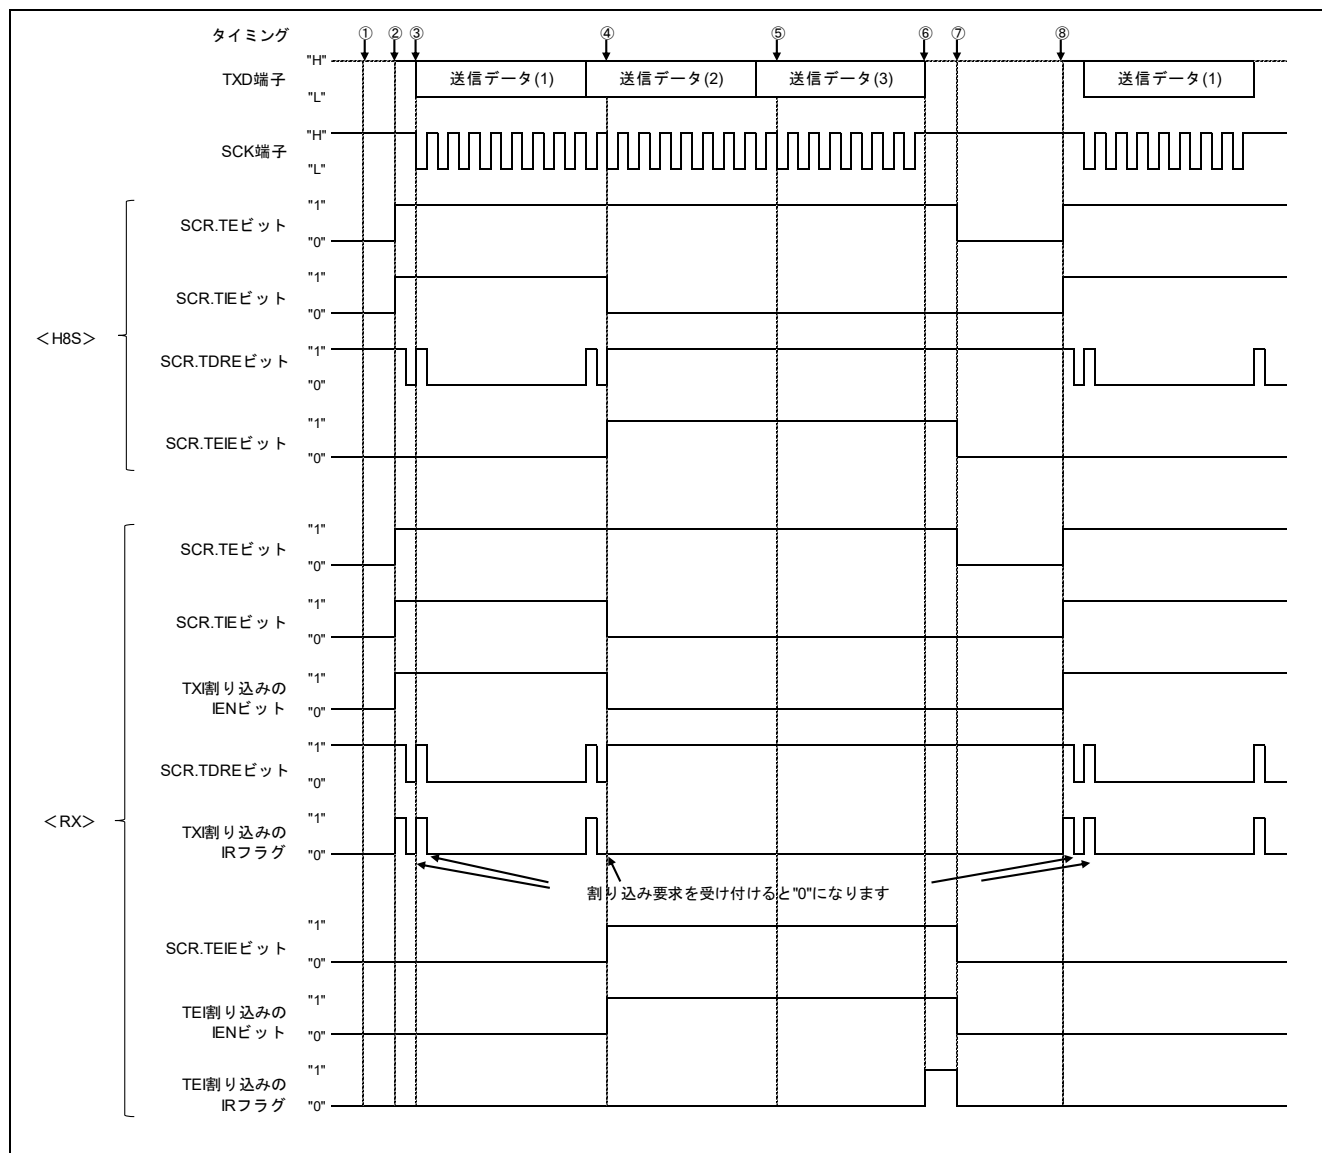 タイミング ① ② ③ ④ ⑤ ⑥ ⑦ ⑧
"H"
TXD端子 送信データ(1) 送信データ(2) 送信データ(3) 送信データ(1)
"L"
"H"
SCK端子
"L"
＜H8S＞
"1"
SCR.TEビット
"0"
"1"
SCR.TIEビット
"0"
"1"
SCR.TDREビット
"0"
"1"
SCR.TEIEビット
"0"
＜RX＞
"1"
SCR.TEビット
"0"
"1"
SCR.TIEビット
"0"
"1"
TXI割り込みの
IENビット
"0"
"1"
SCR.TDREビット
"0"
"1"
TXI割り込みの
IRフラグ
"0"
割り込み要求を受け付けると"0"になります
"1"
SCR.TEIEビット
"0"
"1"
TEI割り込みの
IENビット
"0"
"1"
TEI割り込みの
IRフラグ
"0"